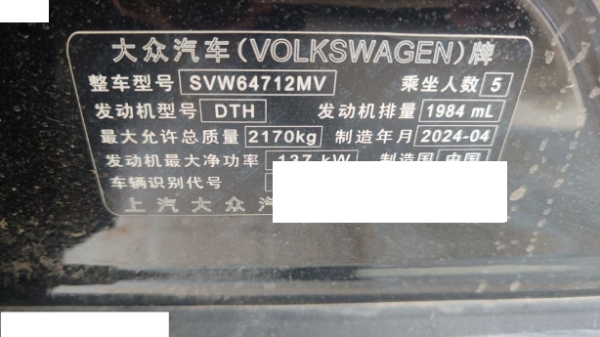 大众汽车(VOLKSWAGEN)牌
整车型号 SVW64712MV 乘坐人数 5
发动机型号 DTH 发动机排量 1984 mL
最大允许总质量 2170kg 制造年月 2024-04
发动机最大净功率 137 kW 制造国 中国
车辆识别代号
上汽大众汽